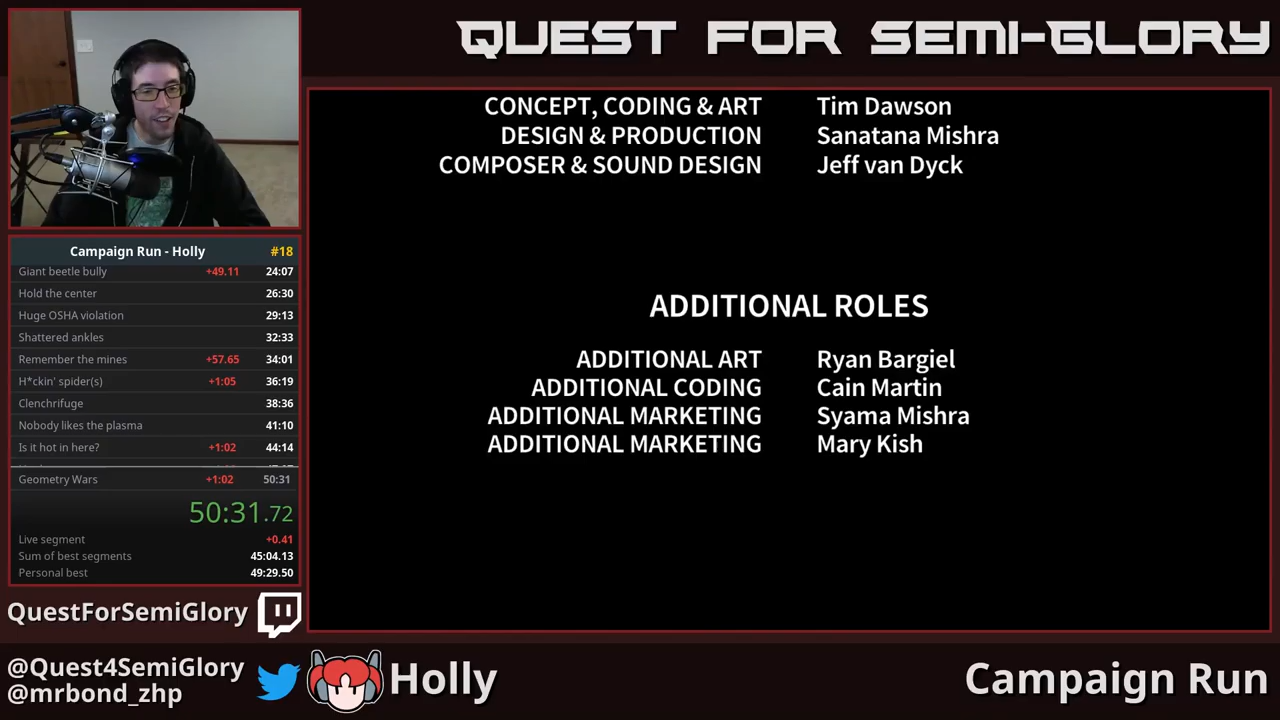 QUEST FOR SEMI-GLORY
CONCEPT, CODING & ART Tim Dawson
DESIGN & PRODUCTION Sanatana Mishra
COMPOSER & SOUND DESIGN Jeff van Dyck
ADDITIONAL ROLES
ADDITIONAL ART Ryan Bargiel
ADDITIONAL CODING Cain Martin
ADDITIONAL MARKETING Syama Mishra
ADDITIONAL MARKETING Mary Kish
Campaign Run - Holly #18
Giant beetle bully +49.11 24:07
Hold the center 26:30
Huge OSHA violation 29:13
Shattered ankles 32:33
Remember the mines +57.65 34:01
H*ckin' spider(s) +1:05 36:19
Clenchrifuge 38:36
Nobody likes the plasma 41:10
Is it hot in here? +1:02 44:14
Geometry Wars +1:02 50:31
50:31.72
Live segment +0.41
Sum of best segments 45:04.13
Personal best 49:29.50
QuestForSemiGlory
@Quest4SemiGlory
@mrbond_zhp
Holly
Campaign Run